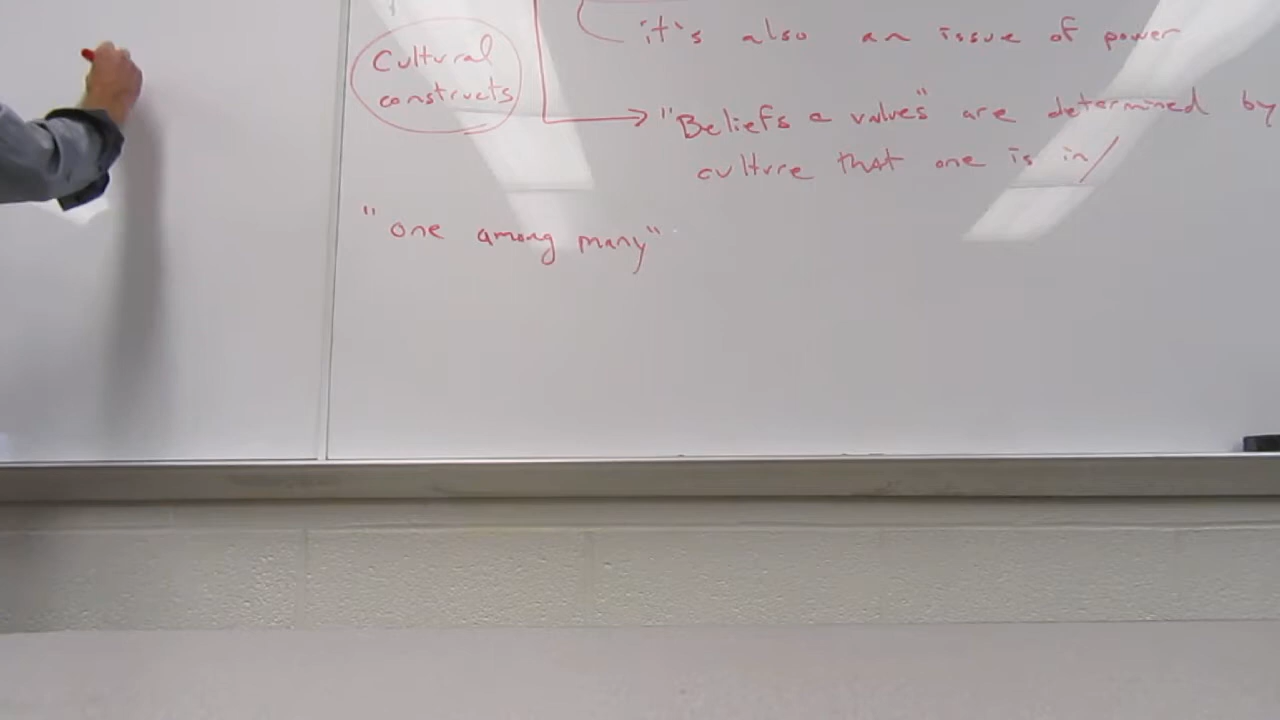 it's also an issue of power
Cultural
constructs
"Beliefs & values" are determined by
culture that one is in/
"one among many"